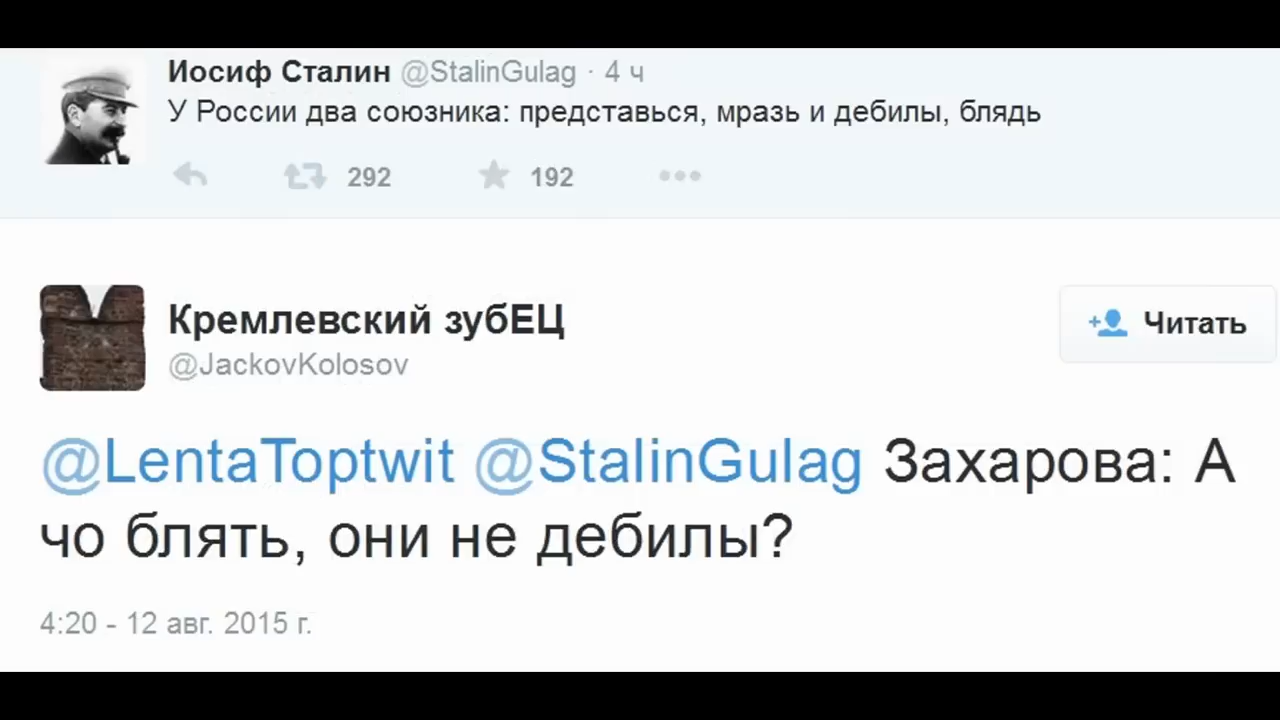 Иосиф Сталин @StalinGulag · 4 ч
У России два союзника: представься, мразь и дебилы, блядь
292 192
Кремлевский зубЕЦ
@JackovKolosov
Читать
@LentaToptwit @StalinGulag Захарова: А
чо блять, они не дебилы?
4:20 - 12 авг. 2015 г.